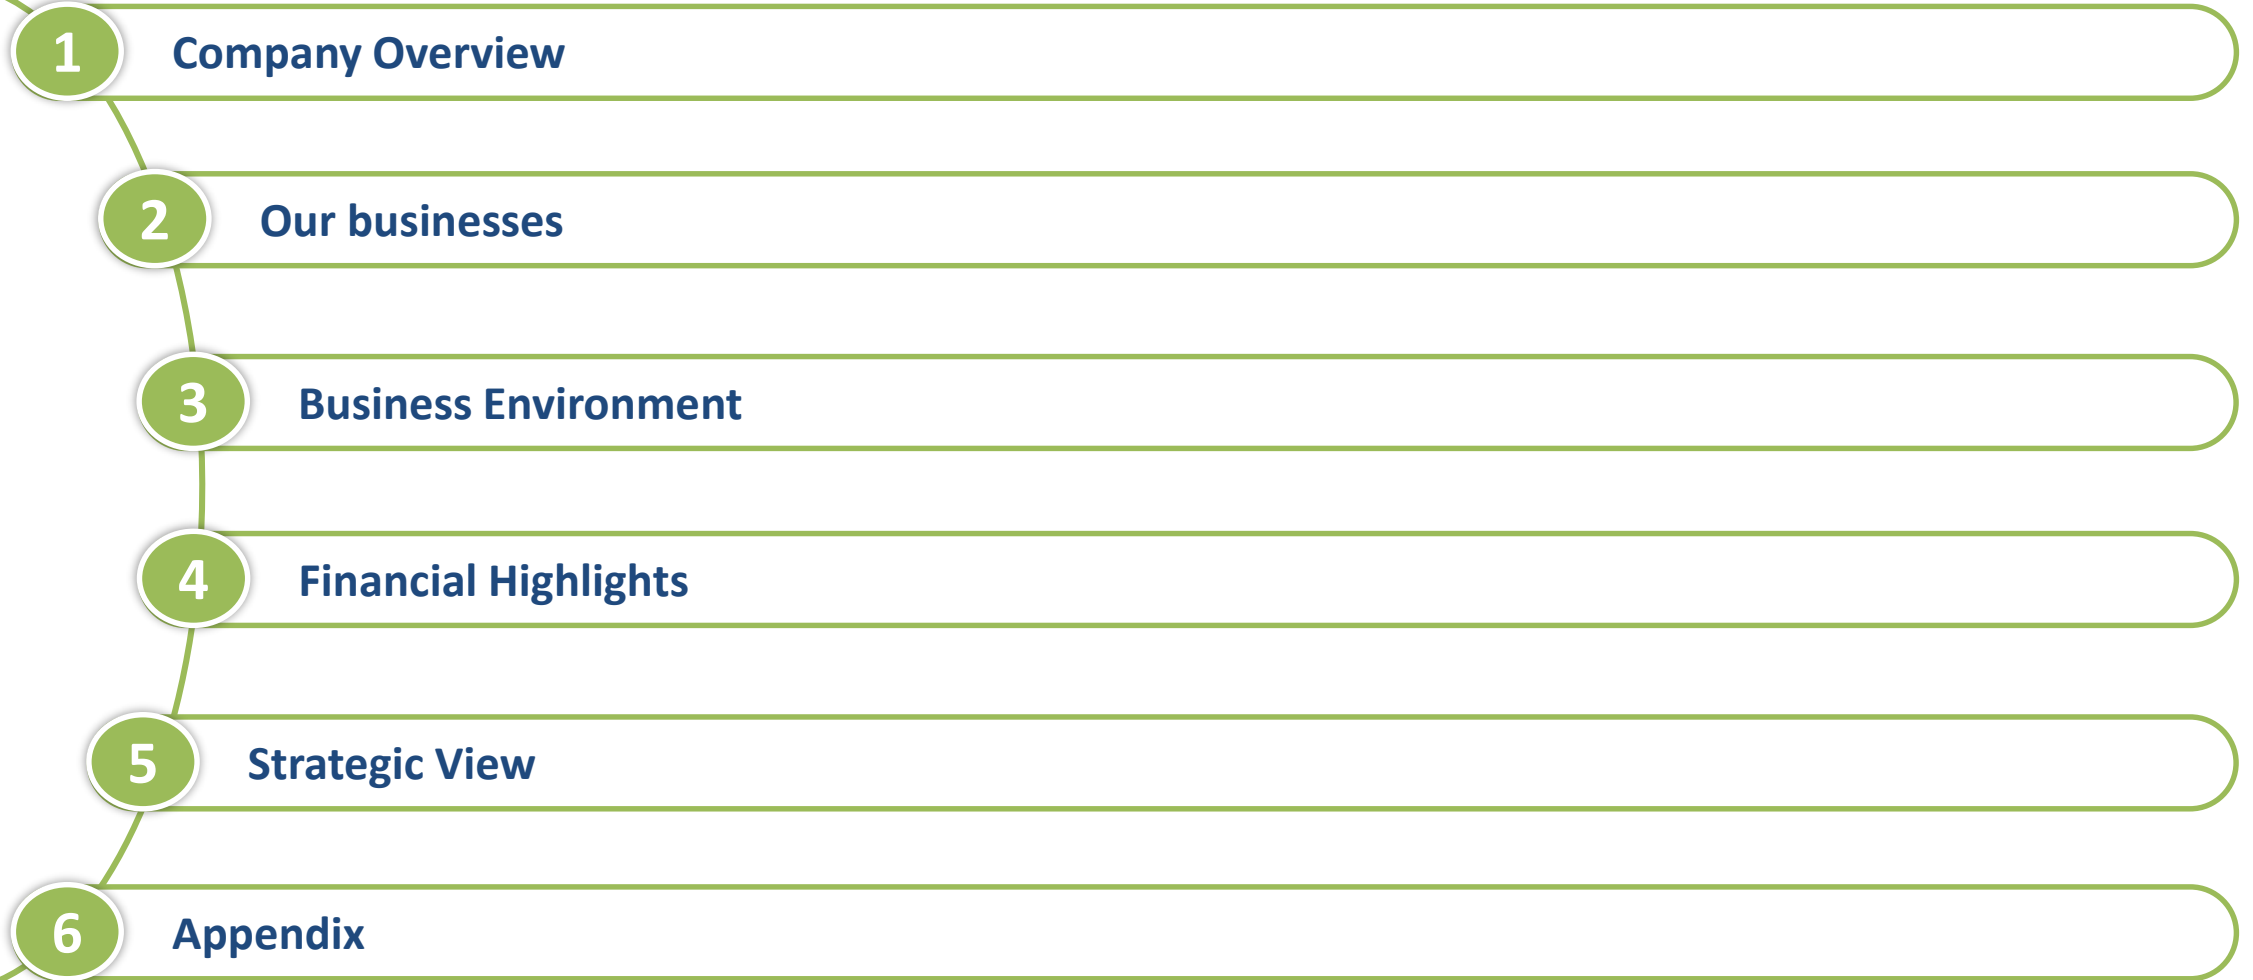 1 Company Overview
2 Our businesses
3 Business Environment
4 Financial Highlights
5 Strategic View
6 Appendix